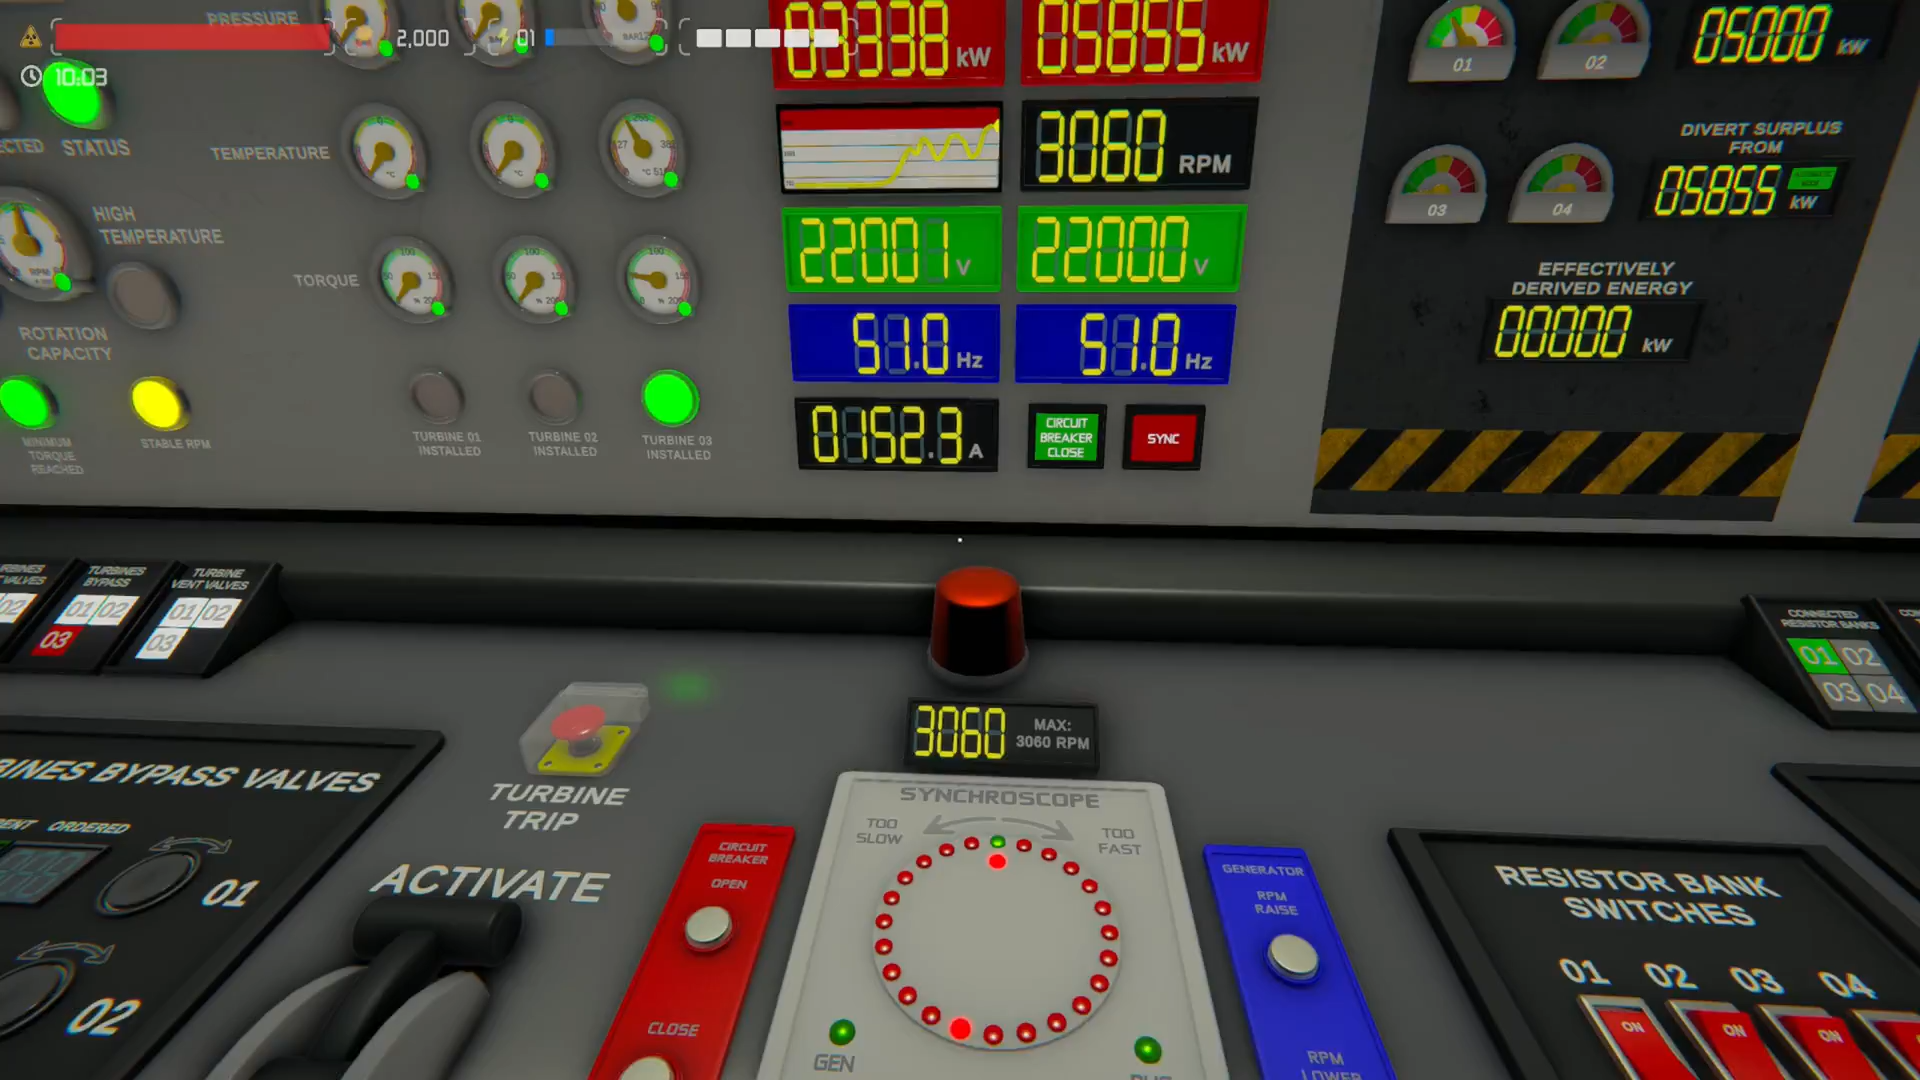 PRESSURE
2,000
01
10:03
03338 kW
05855 kW
01
02
05000 kW
STATUS
TEMPERATURE
3060 RPM
DIVERT SURPLUS
FROM
05855 kW
03
04
HIGH
TEMPERATURE
RPM
TORQUE
22001 V
22000 V
EFFECTIVELY
DERIVED ENERGY
00000 kW
ROTATION
CAPACITY
51.0 Hz
51.0 Hz
MINIMUM
TORQUE
REACHED
STABLE RPM
TURBINE 01
INSTALLED
TURBINE 02
INSTALLED
TURBINE 03
INSTALLED
0152.3 A
CIRCUIT
BREAKER
CLOSE
SYNC
TURBINES
BYPASS
01 02
03
TURBINE
VENT VALVES
01 02
03
CONNECTED
RESISTOR BANKS
01 02
03 04
3060
MAX:
3060 RPM
BYPASS VALVES
ORDERED
01
02
TURBINE
TRIP
ACTIVATE
CIRCUIT
BREAKER
OPEN
CLOSE
SYNCHROSCOPE
TOO
SLOW
TOO
FAST
GEN
GENERATOR
RPM
RAISE
RPM
LOWER
RESISTOR BANK
SWITCHES
01 02 03 04
ON
ON
ON